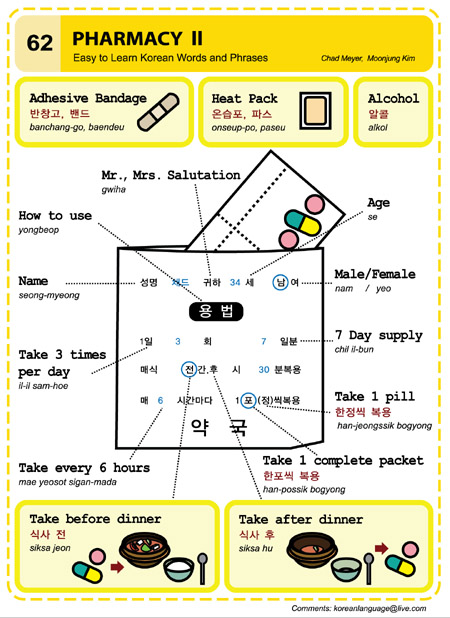 62
PHARMACY II
Easy to Learn Korean Words and Phrases
Chad Meyer, Moonjung Kim
Adhesive Bandage
반창고, 밴드
banchang-go, baendeu
Heat Pack
온습포, 파스
onseup-po, paseu
Alcohol
알콜
alkol
Mr., Mrs. Salutation
gwiha
Age
se
How to use
yongbeop
Name
seong-myeong
성명 채드 귀하 34 세 남 여
Male/Female
nam / yeo
용 법
1일 3 회 7 일분
7 Day supply
chil il-bun
Take 3 times
per day
il-il sam-hoe
매식 전간,후 시 30 분복용
매 6 시간마다 1 포 (정)씩복용
Take 1 pill
한정씩 복용
han-jeongssik bogyong
약 국
Take every 6 hours
mae yeosot sigan-mada
Take 1 complete packet
한포씩 복용
han-possik bogyong
Take before dinner
식사 전
siksa jeon
Take after dinner
식사 후
siksa hu
Comments: koreanlanguage@live.com